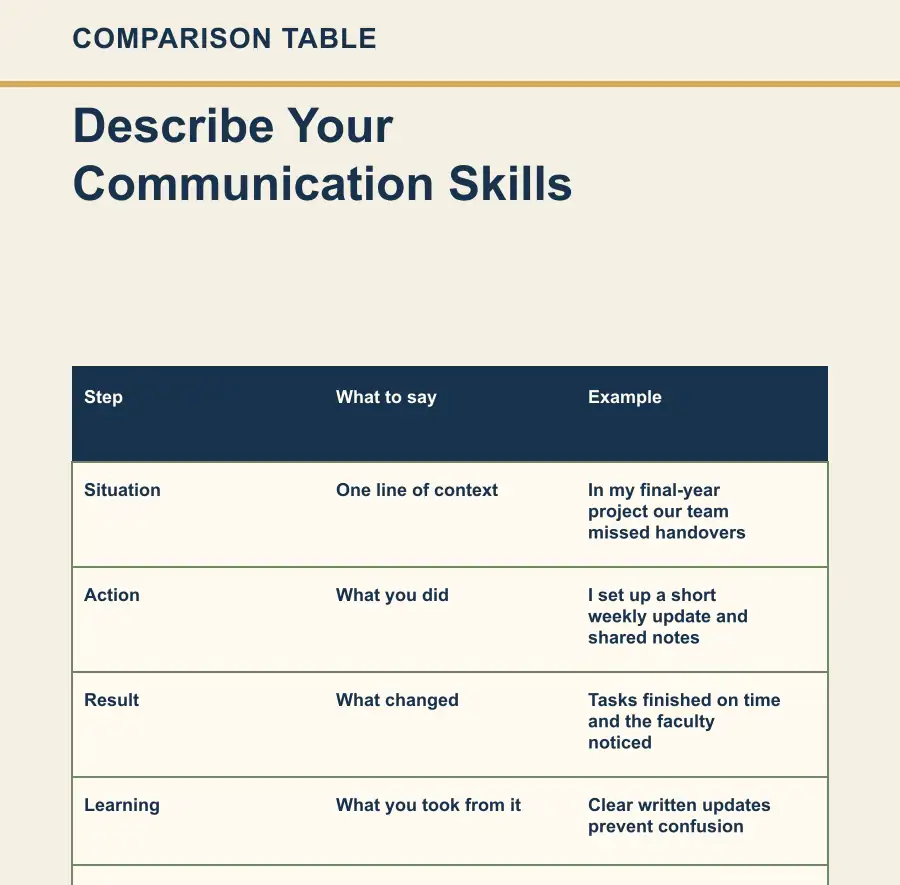 COMPARISON TABLE
Describe Your
Communication Skills
Step
What to say
Example
Situation
One line of context
In my final-year
project our team
missed handovers
Action
What you did
I set up a short
weekly update and
shared notes
Result
What changed
Tasks finished on time
and the faculty
noticed
Learning
What you took from it
Clear written updates
prevent confusion